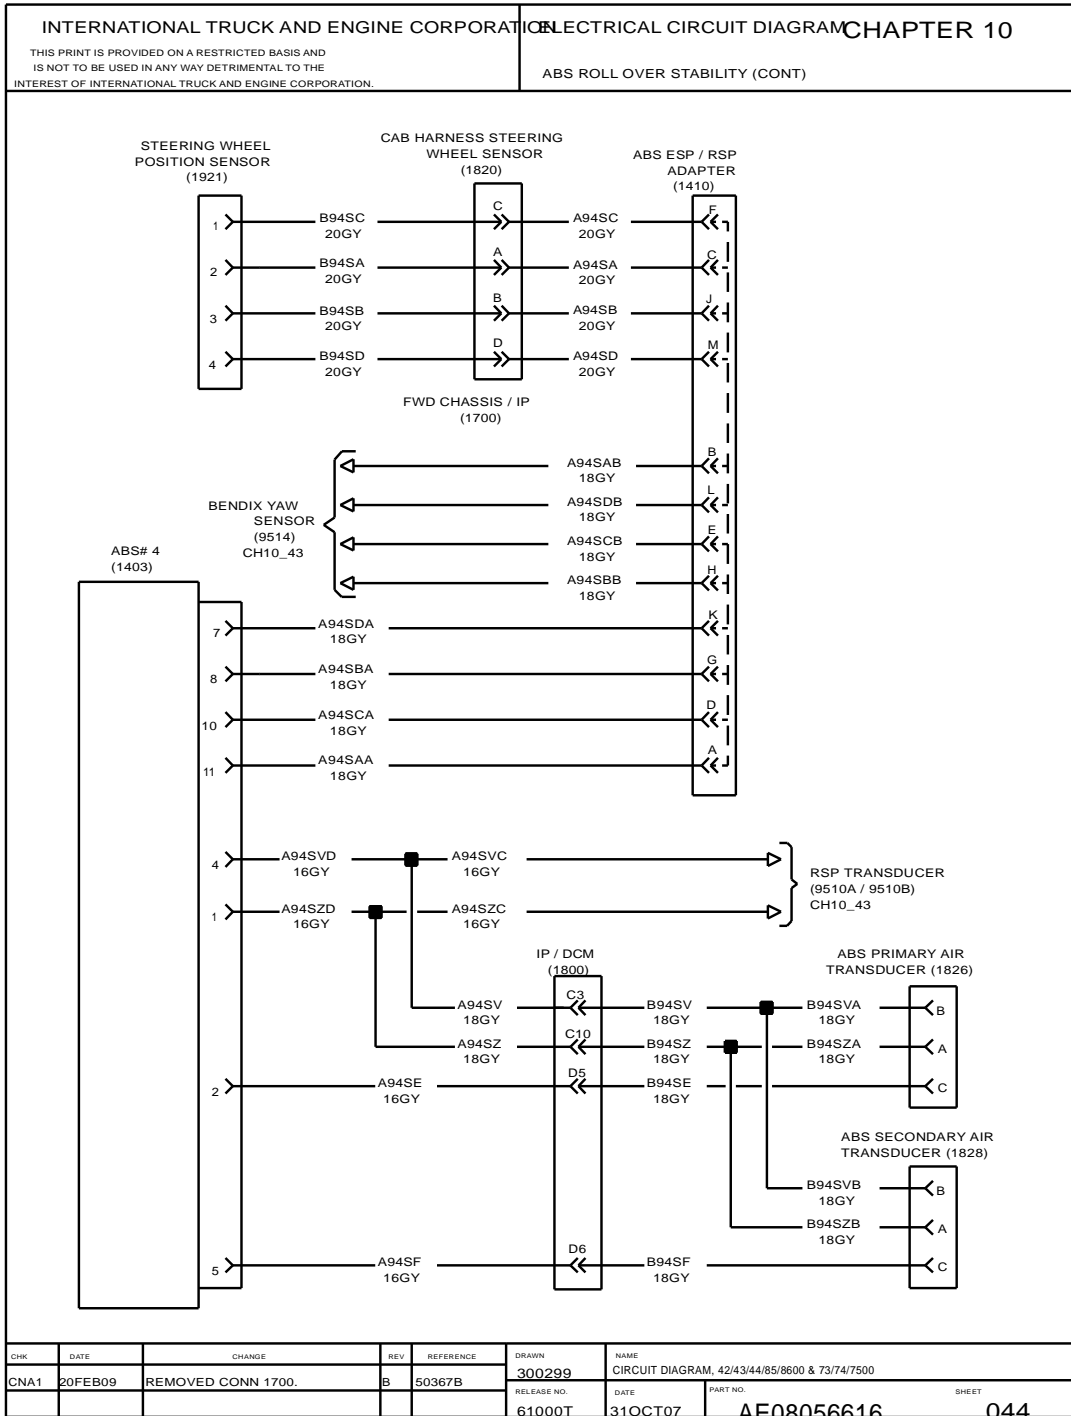 INTERNATIONAL TRUCK AND ENGINE CORPORATION
ELECTRICAL CIRCUIT DIAGRAM
CHAPTER 10
THIS PRINT IS PROVIDED ON A RESTRICTED BASIS AND
IS NOT TO BE USED IN ANY WAY DETRIMENTAL TO THE
INTEREST OF INTERNATIONAL TRUCK AND ENGINE CORPORATION.
ABS ROLL OVER STABILITY (CONT)
STEERING WHEEL
POSITION SENSOR
(1921)
CAB HARNESS STEERING
WHEEL SENSOR
(1820)
ABS ESP / RSP
ADAPTER
(1410)
1
B94SC
20GY
C
A94SC
20GY
F
2
B94SA
20GY
A
A94SA
20GY
C
3
B94SB
20GY
B
A94SB
20GY
J
4
B94SD
20GY
D
A94SD
20GY
M
FWD CHASSIS / IP
(1700)
BENDIX YAW
SENSOR
(9514)
CH10_43
A94SAB
18GY
B
A94SDB
18GY
L
A94SCB
18GY
E
A94SBB
18GY
H
ABS# 4
(1403)
7
A94SDA
18GY
K
8
A94SBA
18GY
G
10
A94SCA
18GY
D
11
A94SAA
18GY
A
4
A94SVD
16GY
A94SVC
16GY
1
A94SZD
16GY
A94SZC
16GY
RSP TRANSDUCER
(9510A / 9510B)
CH10_43
IP / DCM
(1800)
ABS PRIMARY AIR
TRANSDUCER (1826)
A94SV
18GY
C3
B94SV
18GY
B94SVA
18GY
B
A94SZ
18GY
C10
B94SZ
18GY
B94SZA
18GY
A
2
A94SE
16GY
D5
B94SE
18GY
C
ABS SECONDARY AIR
TRANSDUCER (1828)
B94SVB
18GY
B
B94SZB
18GY
A
5
A94SF
16GY
D6
B94SF
18GY
C
CHK DATE CHANGE REV REFERENCE
CNA1 20FEB09 REMOVED CONN 1700. B 50367B
DRAWN
300299
NAME
CIRCUIT DIAGRAM, 42/43/44/85/8600 & 73/74/7500
RELEASE NO.
61000T
DATE
31OCT07
PART NO.
AE08056616
SHEET
044